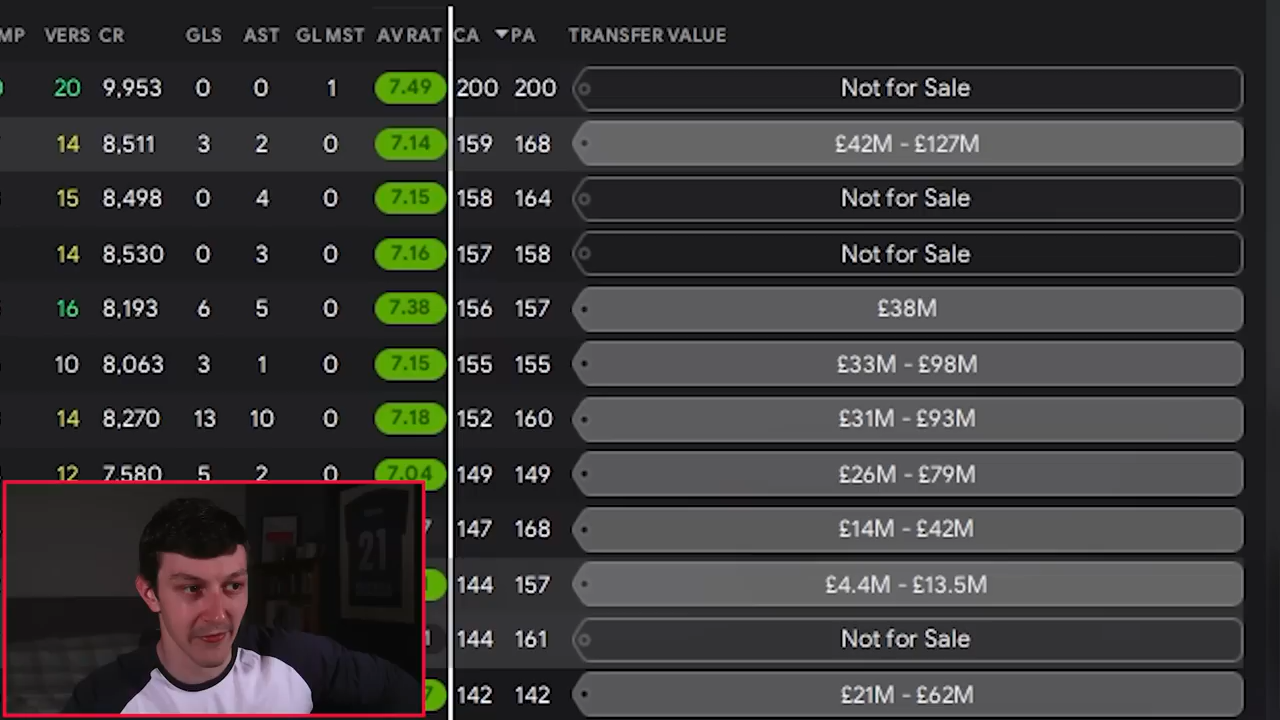 MP VERS CR GLS AST GL MST AV RAT CA PA TRANSFER VALUE
20 9,953 0 0 1 7.49 200 200 Not for Sale
14 8,511 3 2 0 7.14 159 168 £42M - £127M
15 8,498 0 4 0 7.15 158 164 Not for Sale
14 8,530 0 3 0 7.16 157 158 Not for Sale
16 8,193 6 5 0 7.38 156 157 £38M
10 8,063 3 1 0 7.15 155 155 £33M - £98M
14 8,270 13 10 0 7.18 152 160 £31M - £93M
12 7,580 5 2 0 7.04 149 149 £26M - £79M
7 147 168 £14M - £42M
144 157 £4.4M - £13.5M
1 144 161 Not for Sale
7 142 142 £21M - £62M
21